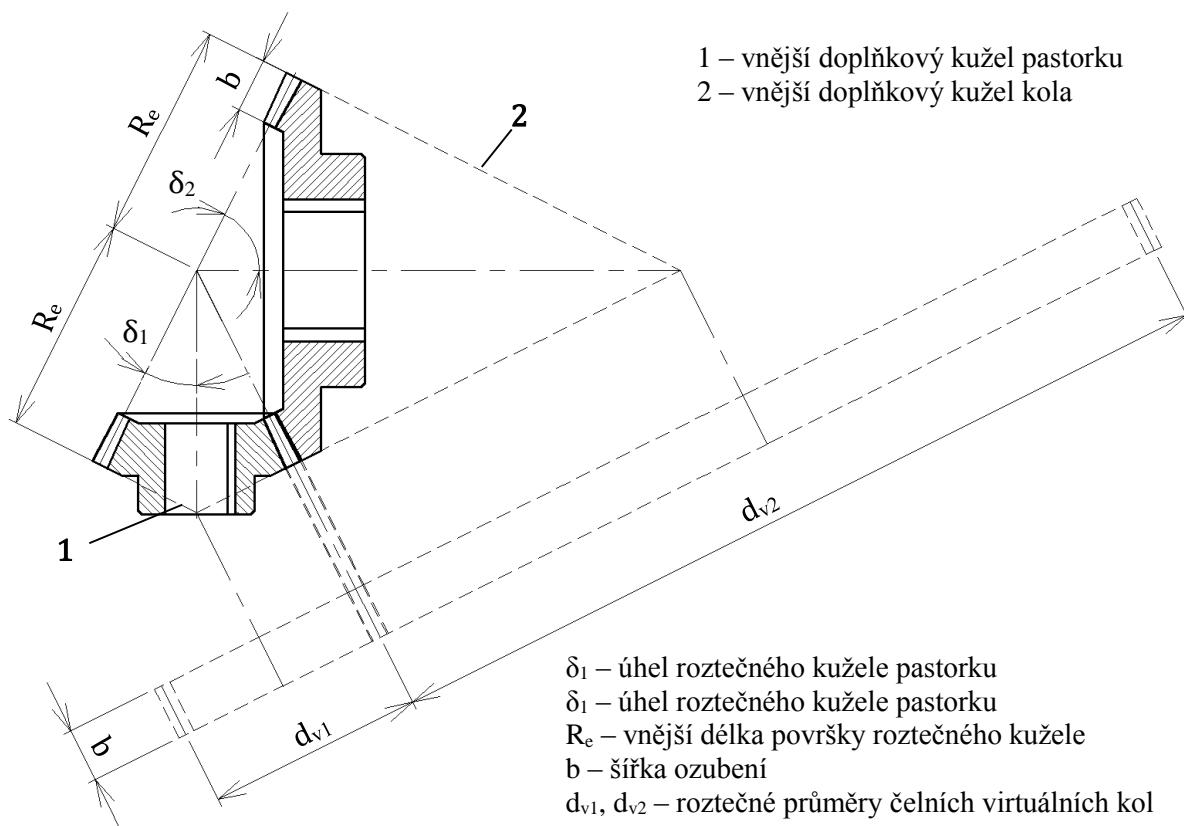 1 – vnější doplňkový kužel pastorku
2 – vnější doplňkový kužel kola
b
Re
2
δ2
Re
δ1
1
dv2
dv1
b
δ1 – úhel roztečného kužele pastorku
δ1 – úhel roztečného kužele pastorku
Re – vnější délka površky roztečného kužele
b – šířka ozubení
dv1, dv2 – roztečné průměry čelních virtuálních kol